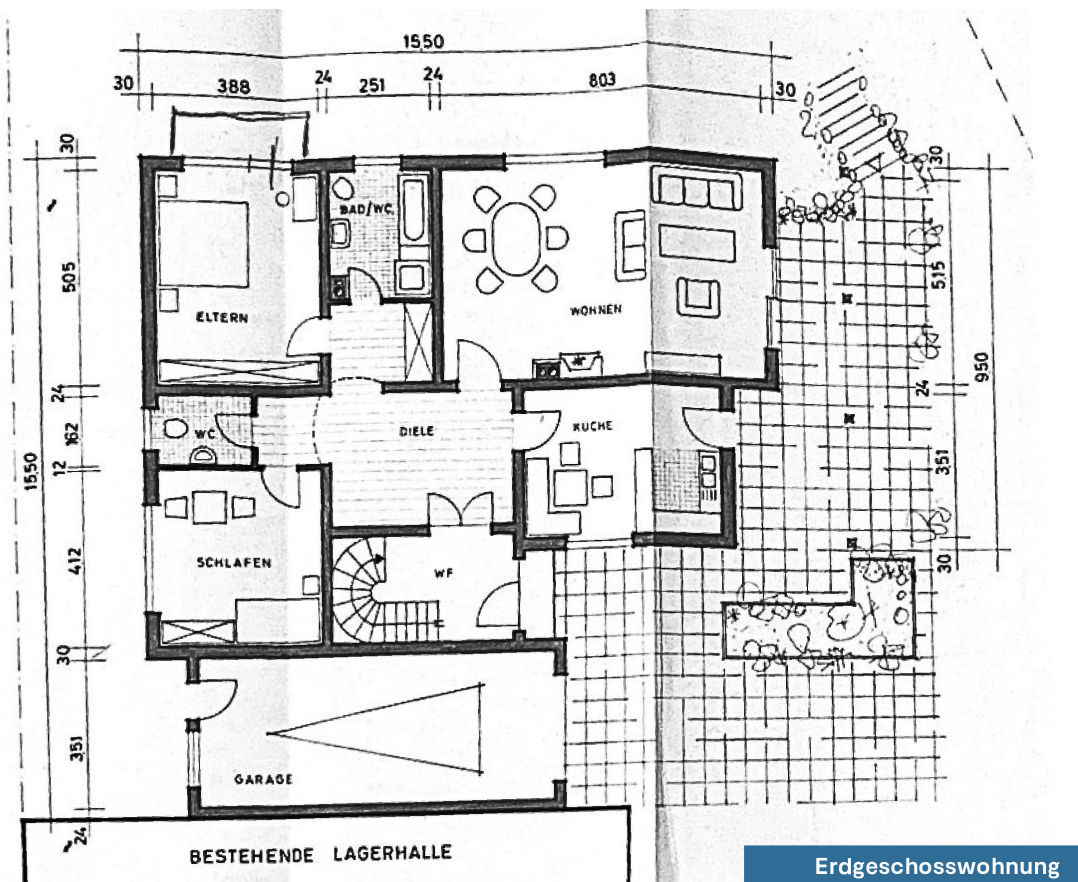 1550
30 388 24 251 24 803 30
30
505
24
162
12
412
30
351
24
1550
30
515
24
351
30
950
ELTERN
BAD/WC
WOHNEN
WC
DIELE
KÜCHE
SCHLAFEN
WF
GARAGE
BESTEHENDE LAGERHALLE
Erdgeschosswohnung